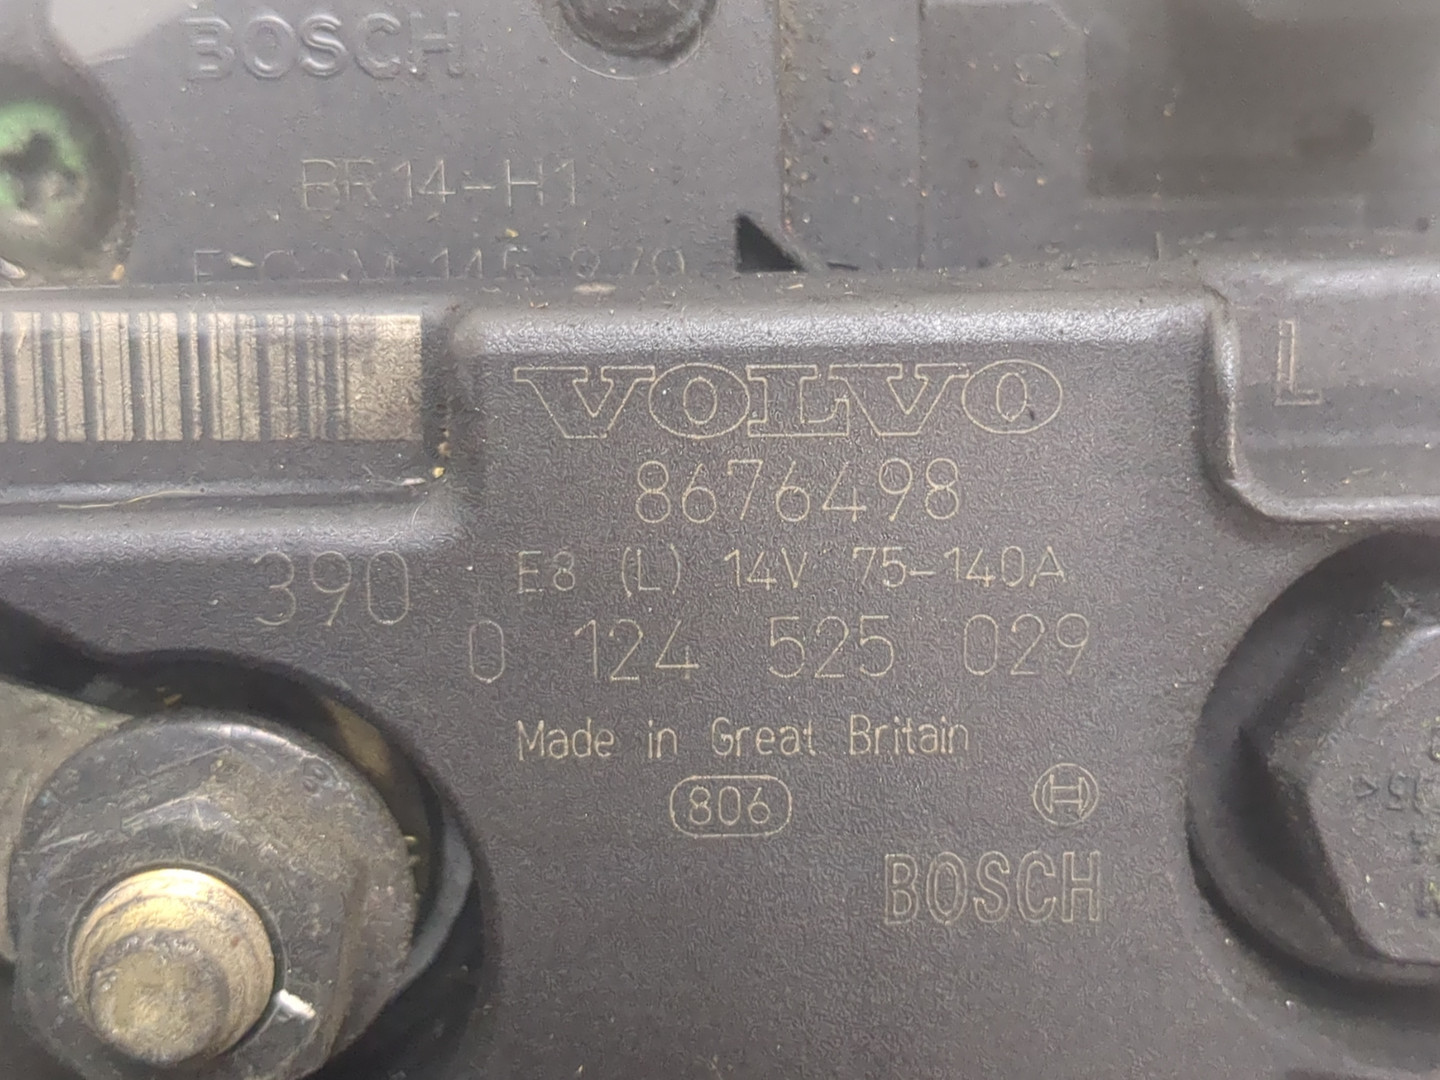 BOSCH
BR14-H1
VOLVO
L
8676498
390
E8 (L) 14V 75-140A
0 124 525 029
Made in Great Britain
806
BOSCH